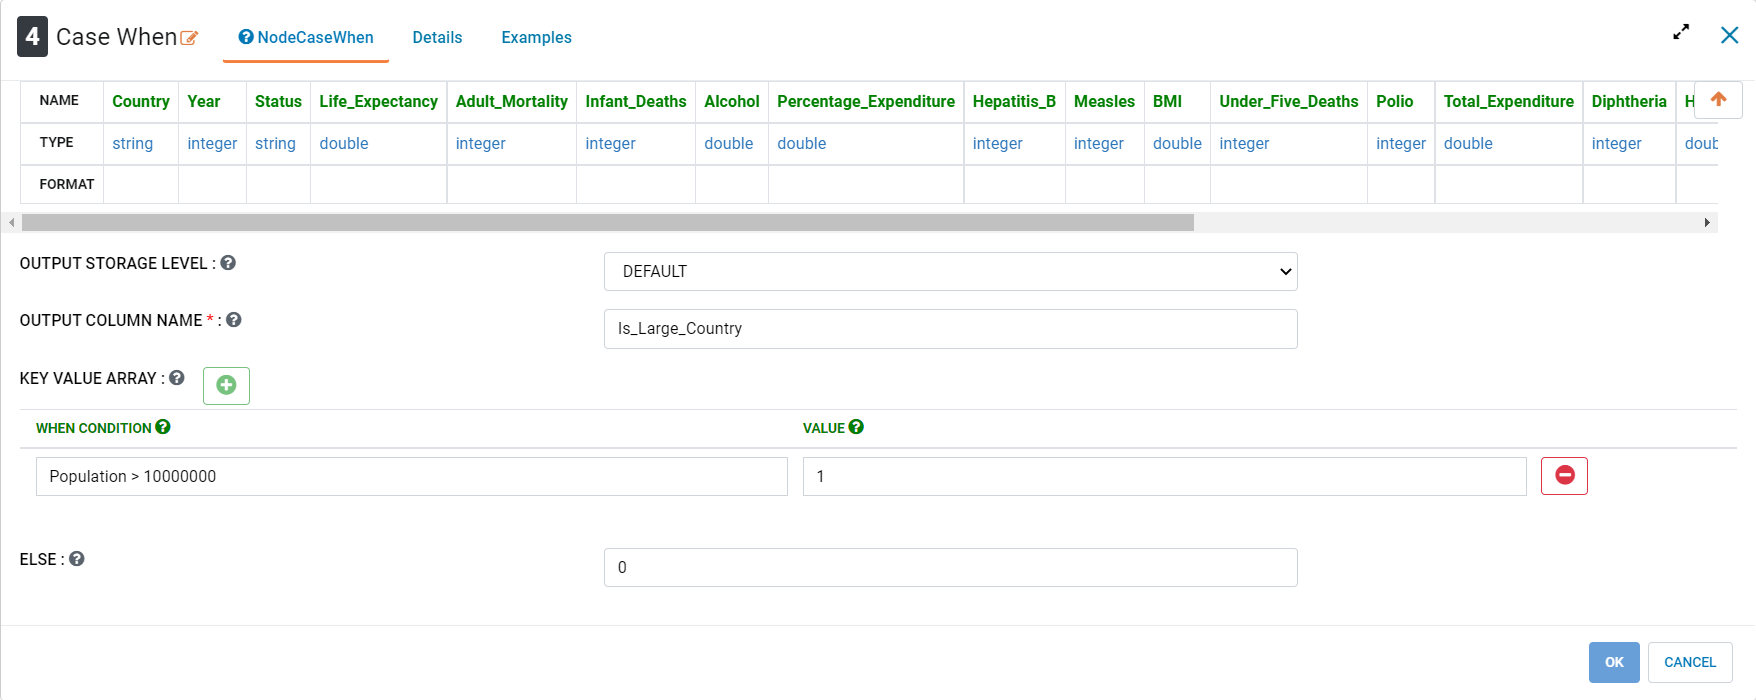 4 Case When NodeCaseWhen Details Examples
NAME Country Year Status Life_Expectancy Adult_Mortality Infant_Deaths Alcohol Percentage_Expenditure Hepatitis_B Measles BMI Under_Five_Deaths Polio Total_Expenditure Diphtheria H
TYPE string integer string double integer integer double double integer integer double integer integer double integer doub
FORMAT
OUTPUT STORAGE LEVEL : DEFAULT
OUTPUT COLUMN NAME * : Is_Large_Country
KEY VALUE ARRAY :
WHEN CONDITION VALUE
Population > 10000000 1
ELSE : 0
OK CANCEL